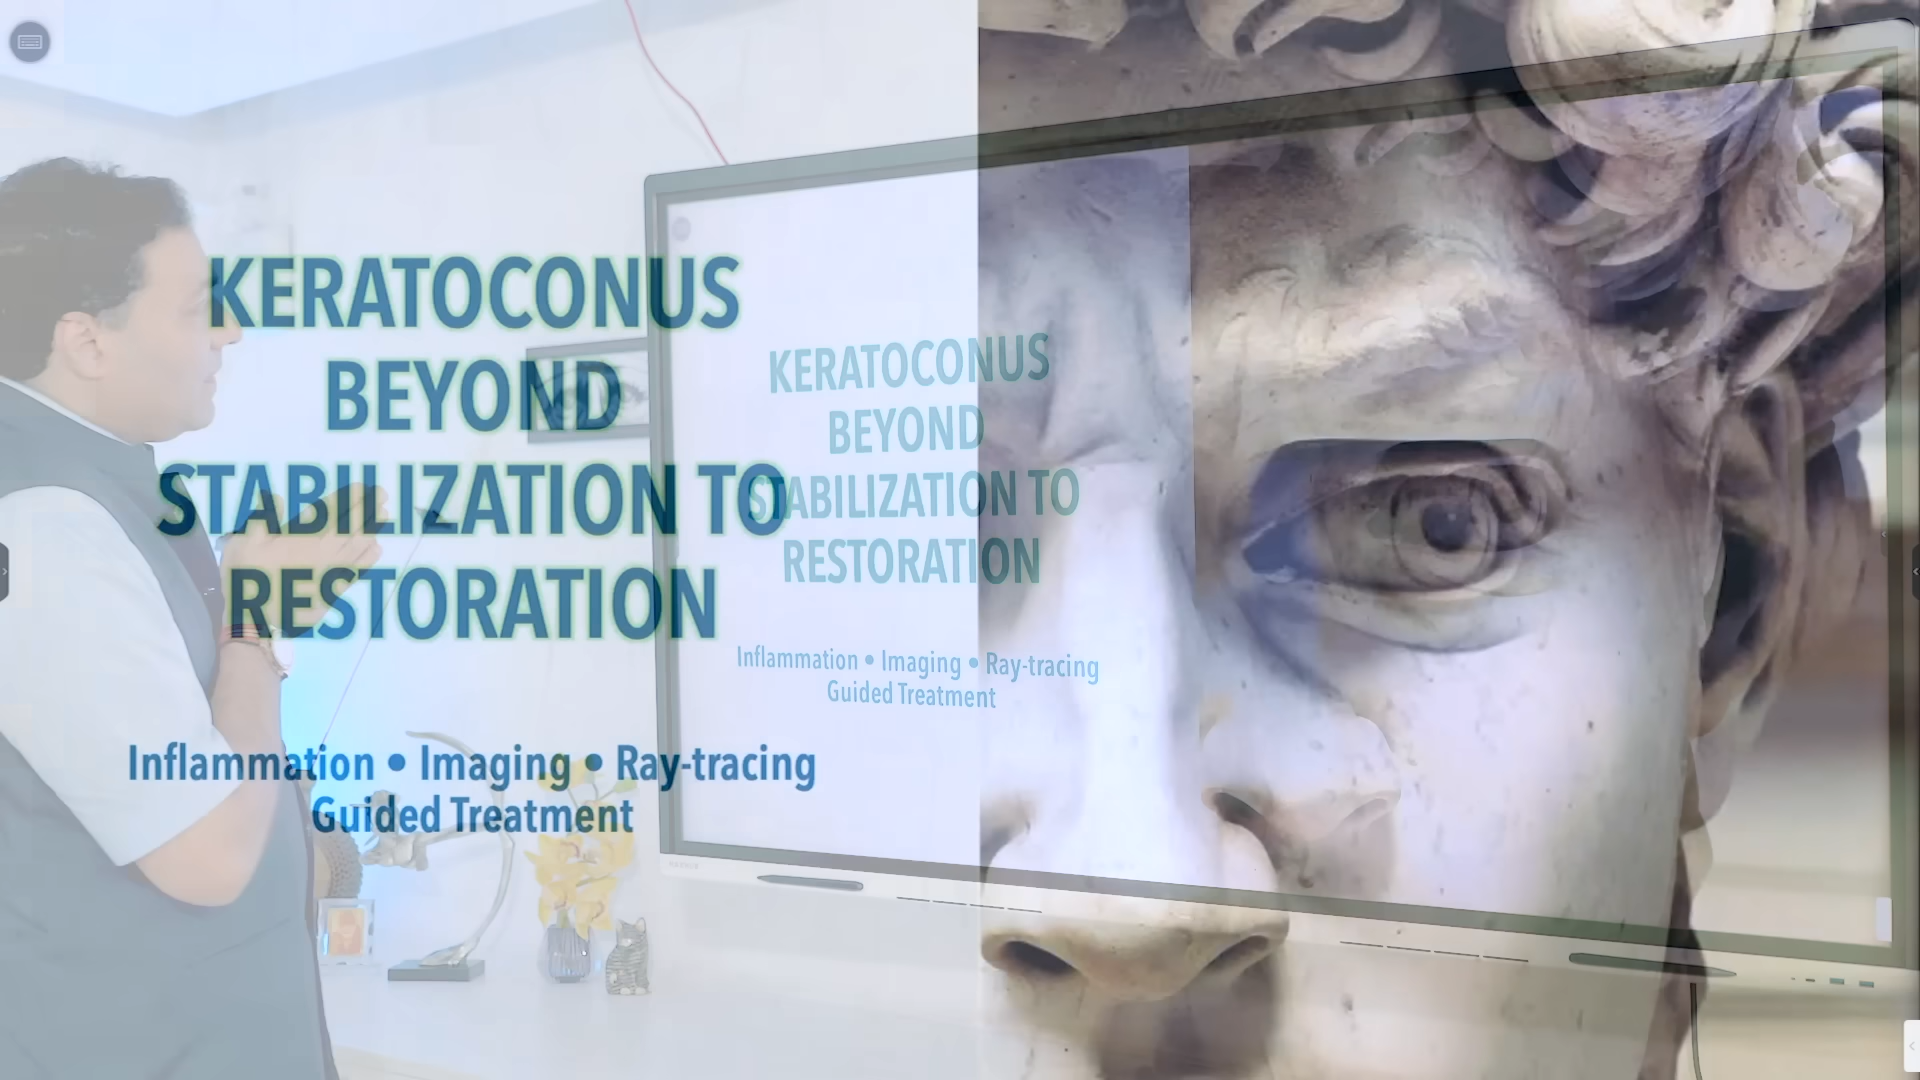 KERATOCONUS
BEYOND
STABILIZATION TO
RESTORATION
Inflammation • Imaging • Ray-tracing
Guided Treatment
KERATOCONUS
BEYOND
STABILIZATION TO
RESTORATION
Inflammation • Imaging • Ray-tracing
Guided Treatment